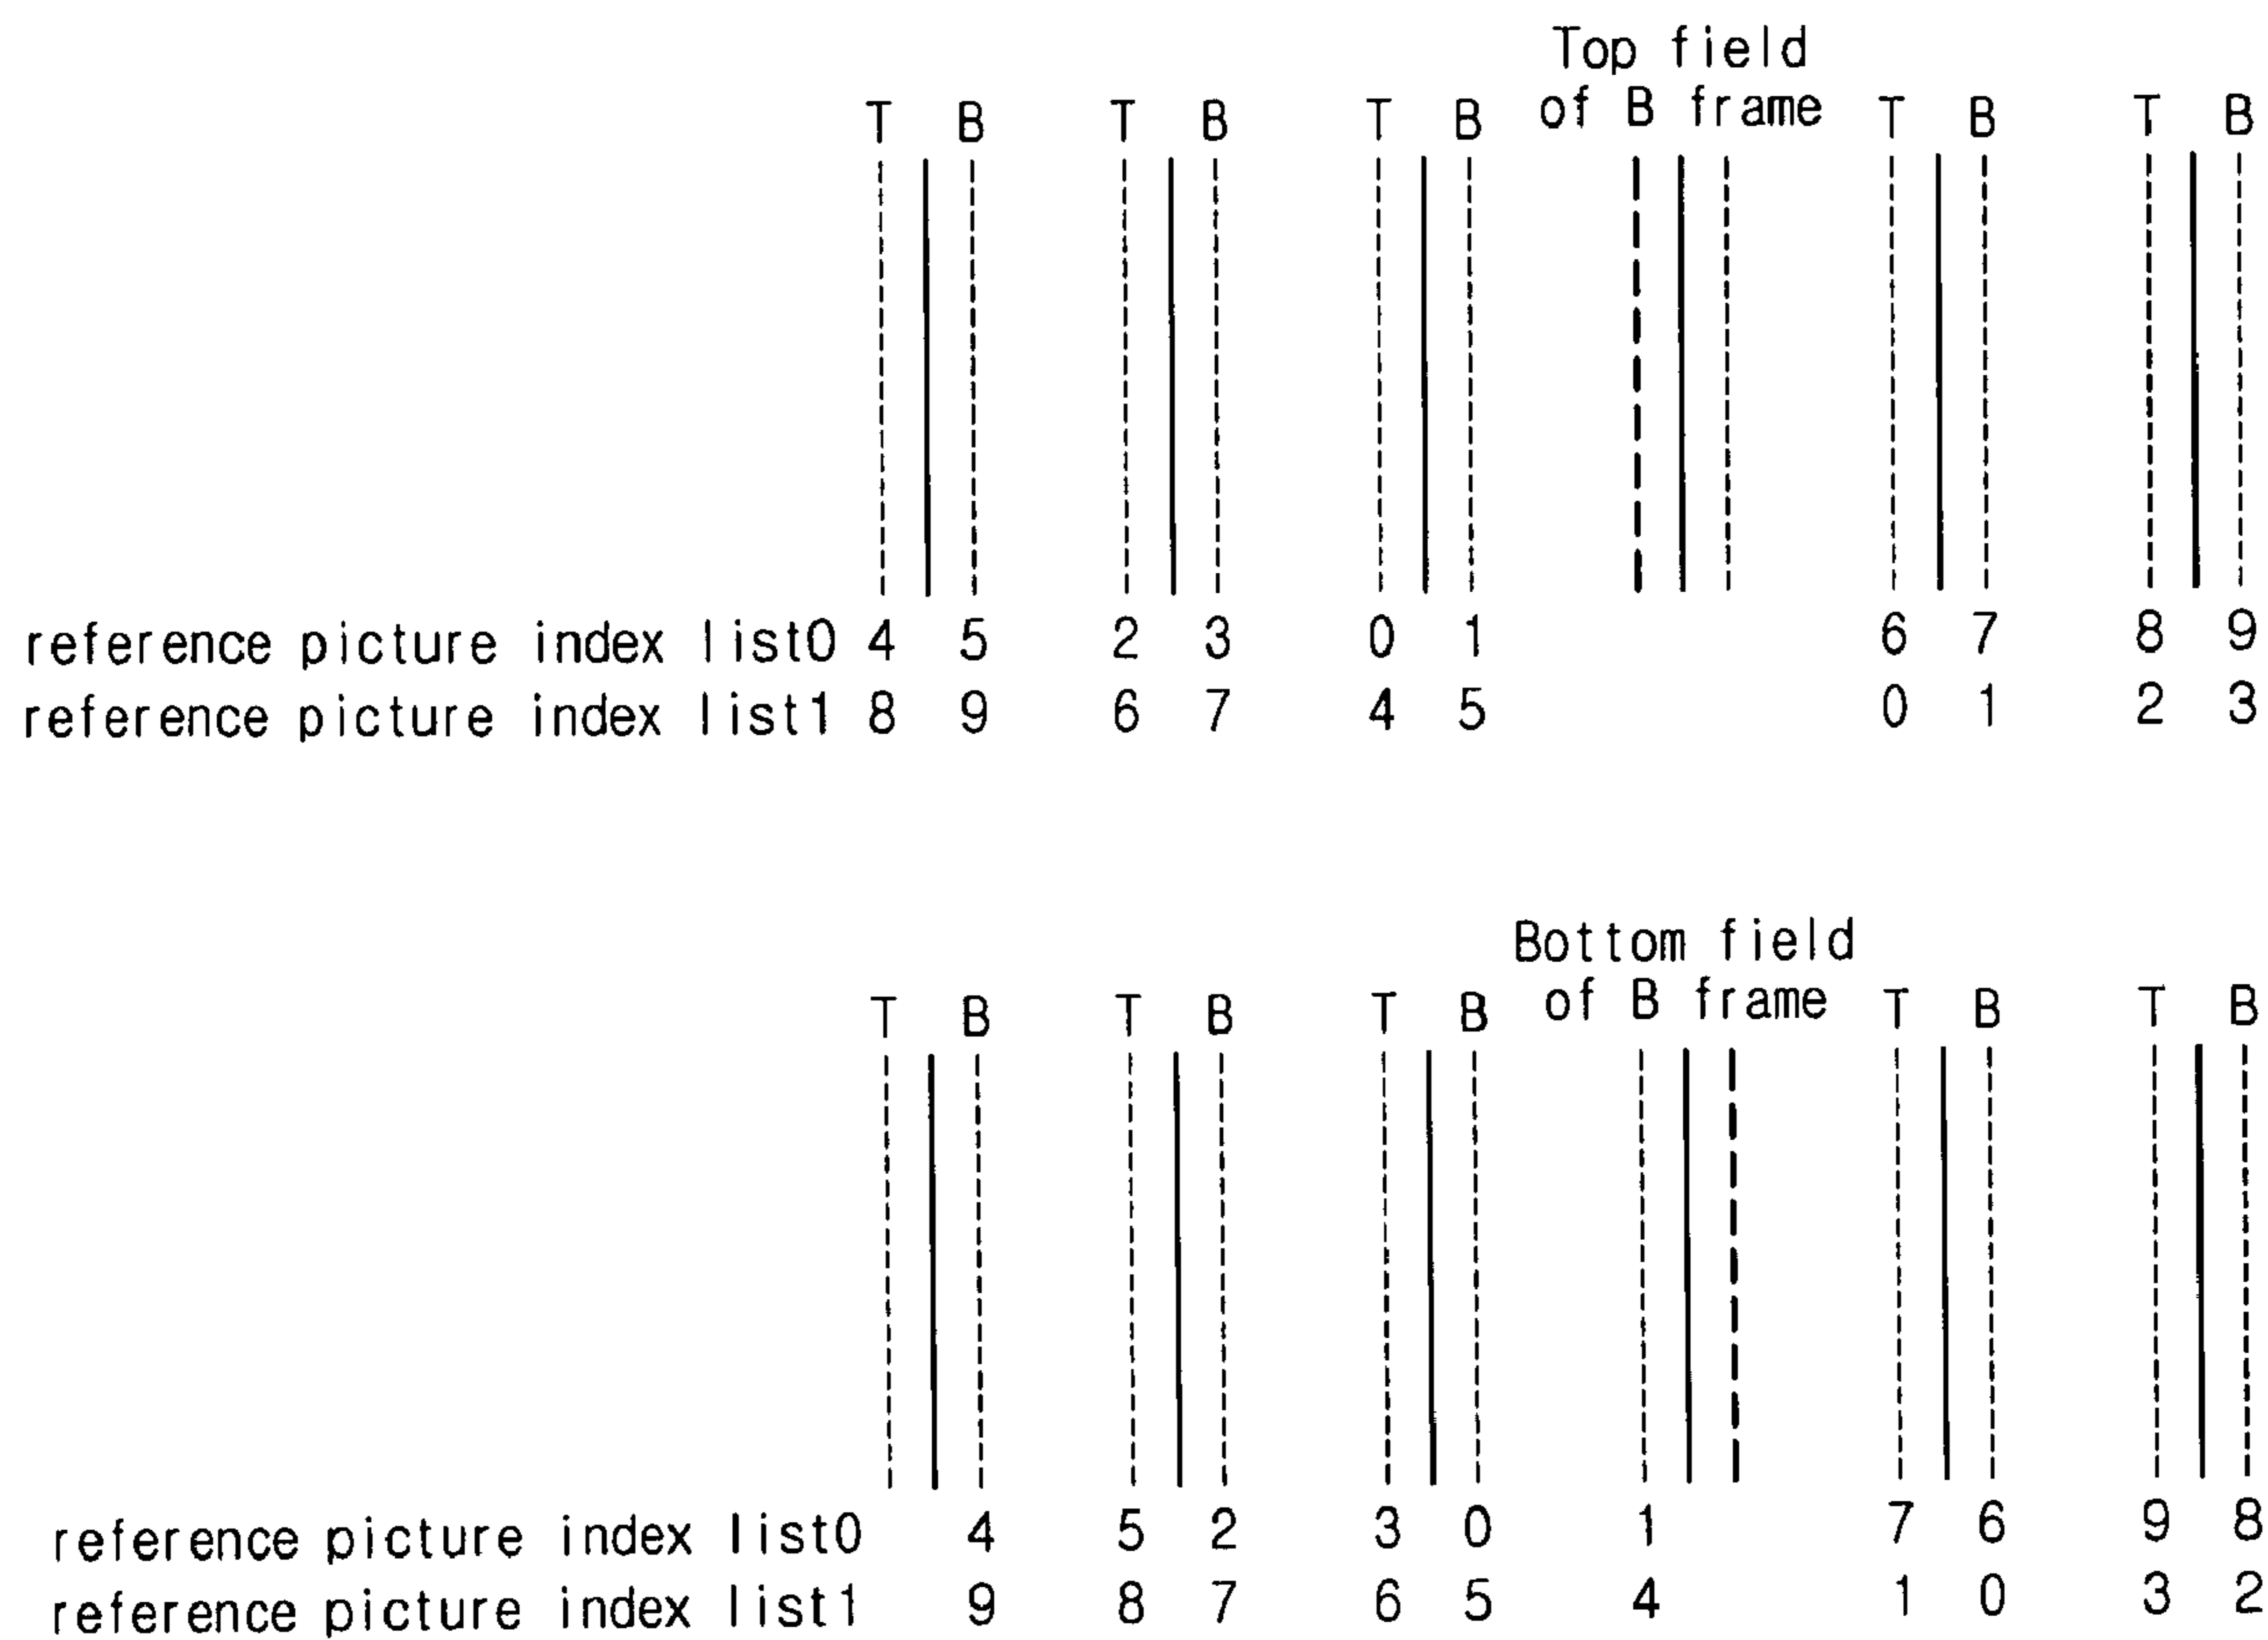 Top field
of B frame
T B T B T B T B T B
reference picture index list0 4 5 2 3 0 1 6 7 8 9
reference picture index list1 8 9 6 7 4 5 0 1 2 3
Bottom field
of B frame
T B T B T B T B T B
reference picture index list0 4 5 2 3 0 1 7 6 9 8
reference picture index list1 9 8 7 6 5 4 1 0 3 2